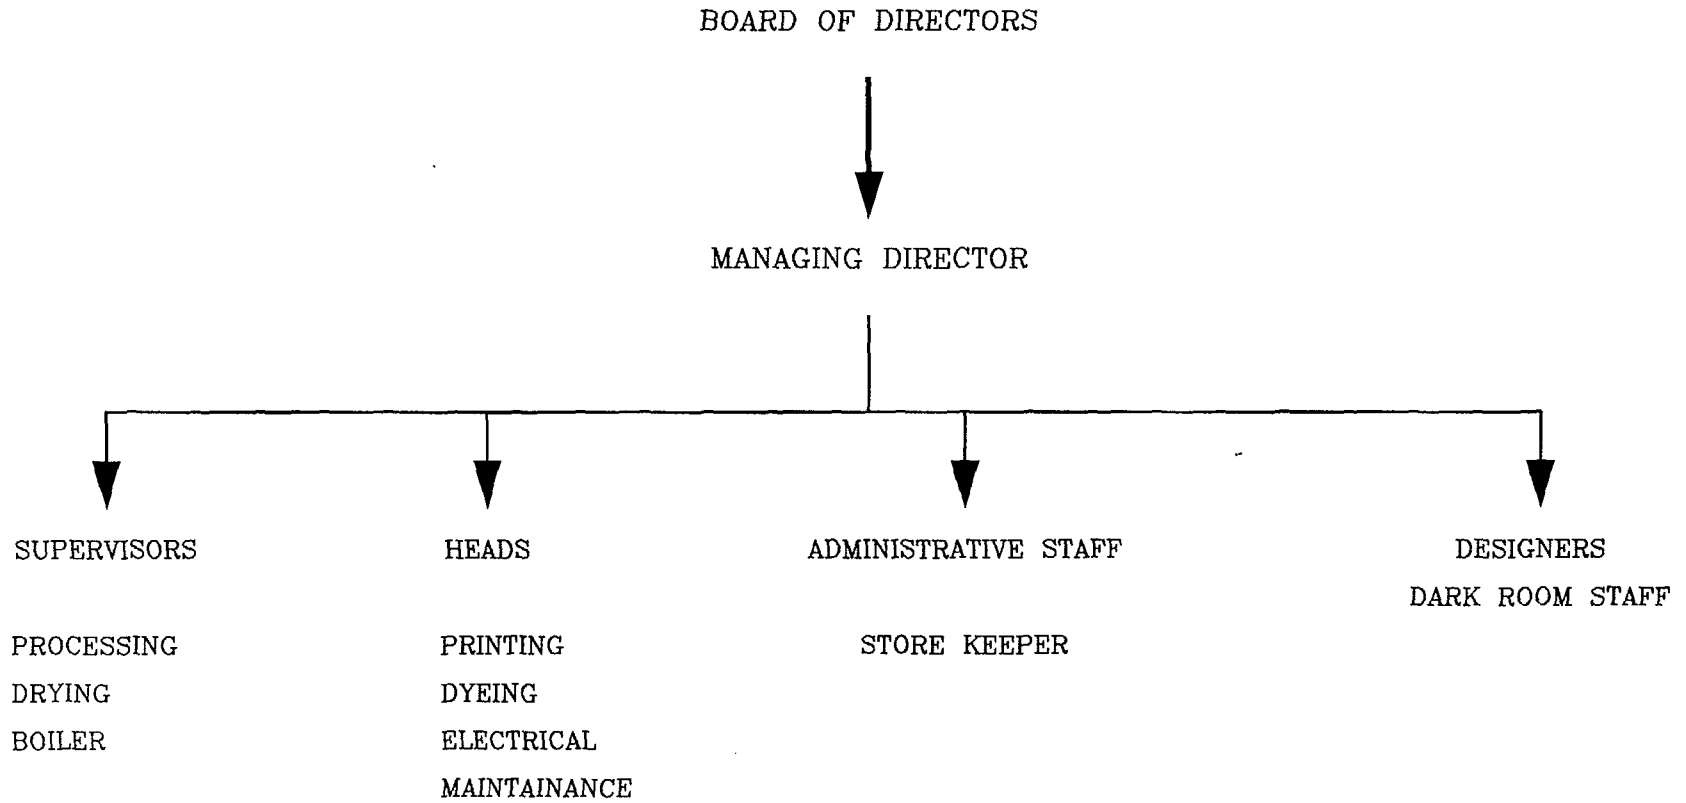 BOARD OF DIRECTORS
MANAGING DIRECTOR
SUPERVISORS
PROCESSING
DRYING
BOILER
HEADS
PRINTING
DYEING
ELECTRICAL
MAINTAINANCE
ADMINISTRATIVE STAFF
STORE KEEPER
DESIGNERS
DARK ROOM STAFF